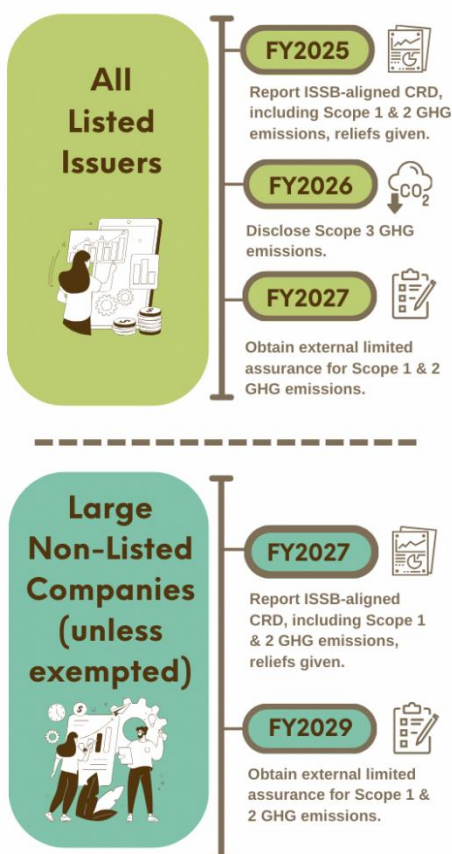 All
Listed
Issuers
FY2025
Report ISSB-aligned CRD,
including Scope 1 & 2 GHG
emissions, reliefs given.
FY2026
CO2
Disclose Scope 3 GHG
emissions.
FY2027
Obtain external limited
assurance for Scope 1 & 2
GHG emissions.
Large
Non-Listed
Companies
(unless
exempted)
FY2027
Report ISSB-aligned
CRD, including Scope 1
& 2 GHG emissions,
reliefs given.
FY2029
Obtain external limited
assurance for Scope 1 &
2 GHG emissions.